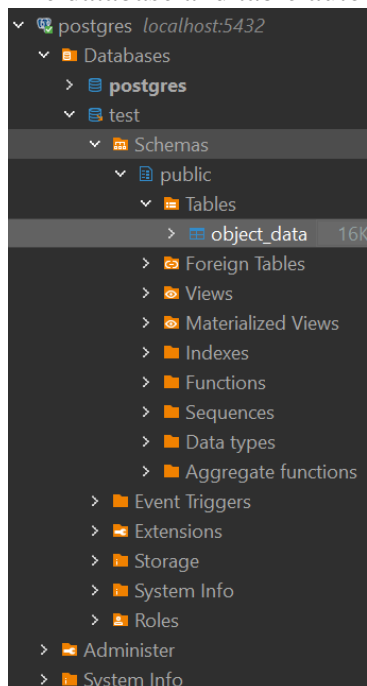 postgres localhost:5432
Databases
postgres
test
Schemas
public
Tables
object_data 16K
Foreign Tables
Views
Materialized Views
Indexes
Functions
Sequences
Data types
Aggregate functions
Event Triggers
Extensions
Storage
System Info
Roles
Administer
System Info